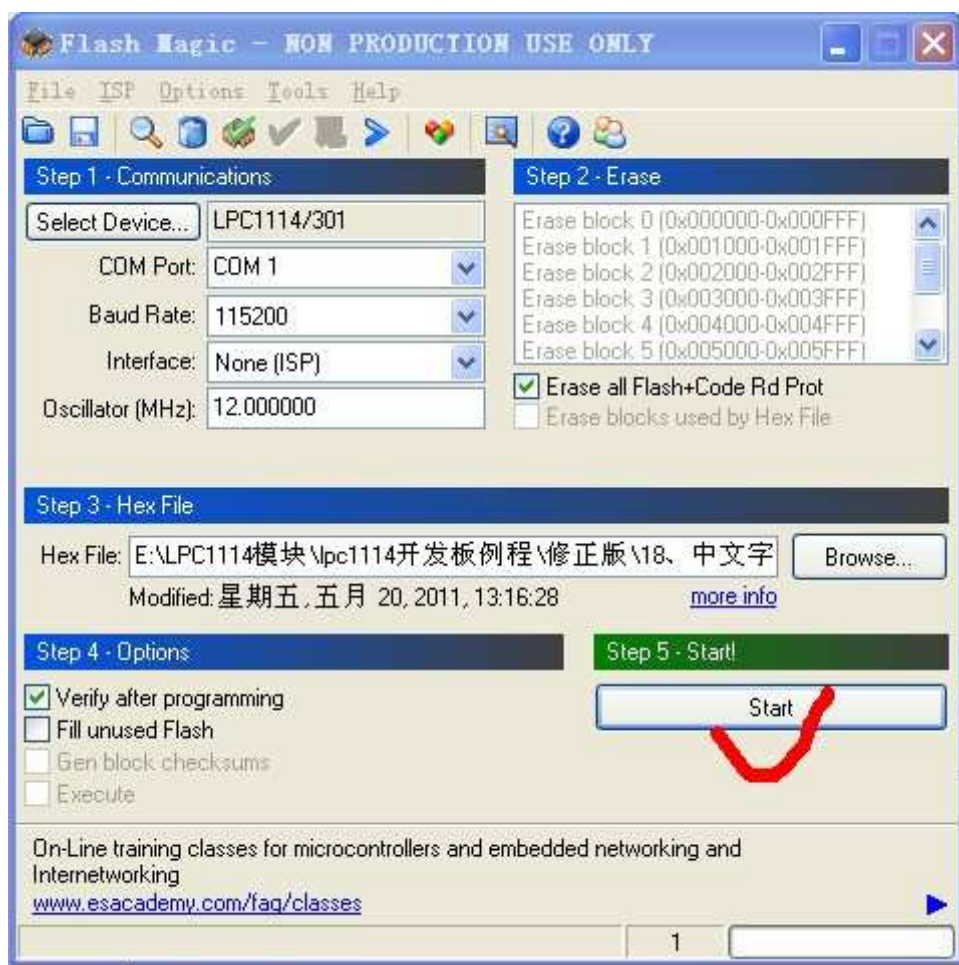 Flash Magic - NON PRODUCTION USE ONLY
File ISP Options Tools Help
Step 1 - Communications
Select Device... LPC1114/301
COM Port: COM 1
Baud Rate: 115200
Interface: None (ISP)
Oscillator (MHz): 12.000000
Step 2 - Erase
Erase block 0 (0x000000-0x000FFF)
Erase block 1 (0x001000-0x001FFF)
Erase block 2 (0x002000-0x002FFF)
Erase block 3 (0x003000-0x003FFF)
Erase block 4 (0x004000-0x004FFF)
Erase block 5 (0x005000-0x005FFF)
Erase all Flash+Code Rd Prot
Erase blocks used by Hex File
Step 3 - Hex File
Hex File: E:\LPC1114模块\lpc1114开发板例程\修正版\18、中文字 Browse...
Modified: 星期五, 五月 20, 2011, 13:16:28 more info
Step 4 - Options
Verify after programming
Fill unused Flash
Gen block checksums
Execute
Step 5 - Start!
Start
On-Line training classes for microcontrollers and embedded networking and
Internetworking
www.esacademy.com/faq/classes
1